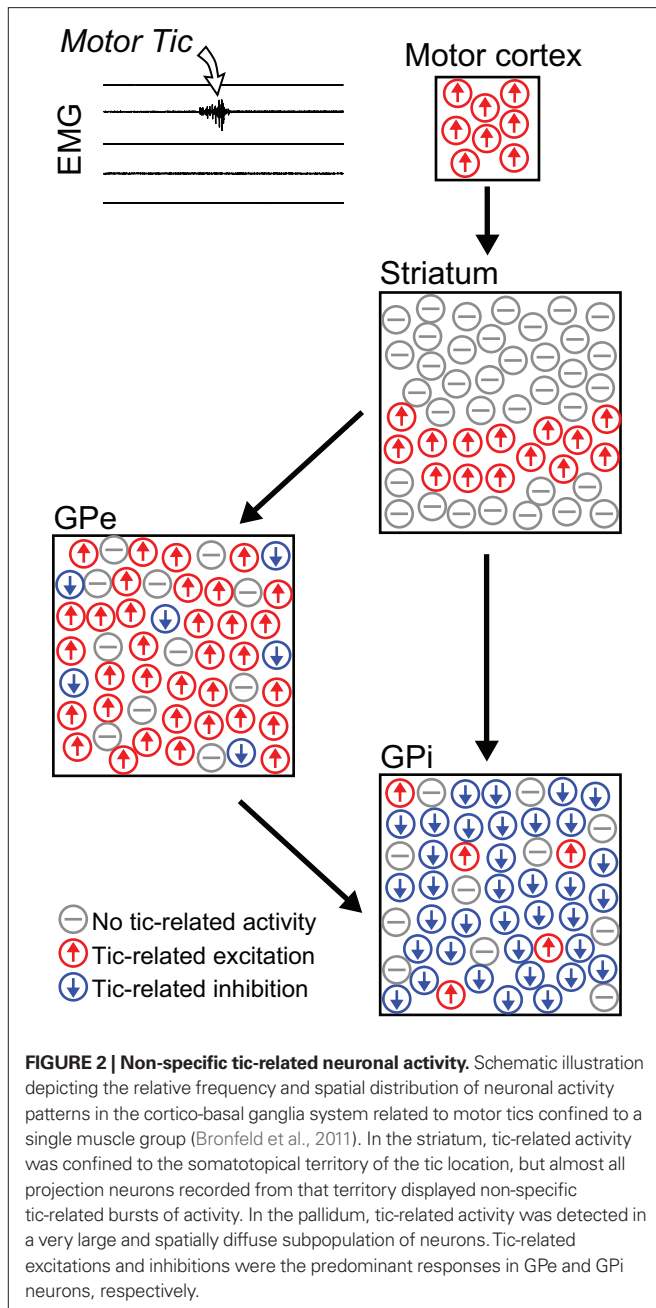 Motor Tic
EMG
Motor cortex
Striatum
GPe
GPi
No tic-related activity
Tic-related excitation
Tic-related inhibition
FIGURE 2 | Non-specific tic-related neuronal activity. Schematic illustration
depicting the relative frequency and spatial distribution of neuronal activity
patterns in the cortico-basal ganglia system related to motor tics confined to a
single muscle group (Bronfeld et al., 2011). In the striatum, tic-related activity
was confined to the somatotopical territory of the tic location, but almost all
projection neurons recorded from that territory displayed non-specific
tic-related bursts of activity. In the pallidum, tic-related activity was detected in
a very large and spatially diffuse subpopulation of neurons. Tic-related
excitations and inhibitions were the predominant responses in GPe and GPi
neurons, respectively.